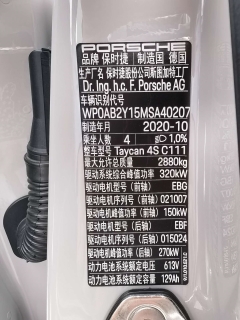 PORSCHE
品牌 保时捷 制造国 德国
生产厂名 保时捷股份公司斯图加特工厂
Dr. Ing. h.c. F. Porsche AG
车辆识别代号
WP0AB2Y15MSA40207
制造年月 2020-10
乘坐人数 4 1,0%
整车型号 Taycan 4S C111
最大允许总质量 2880kg
驱动系统综合峰值功率 320kW
驱动电机型号(前轴) EBG
驱动电机序列号(前轴) 021007
驱动电机峰值功率(前轴) 150kW
驱动电机型号(后轴) EBF
驱动电机序列号(后轴) 015024
驱动电机峰值功率(后轴) 270kW
动力电池系统额定电压 613V
动力电池系统额定容量 129Ah